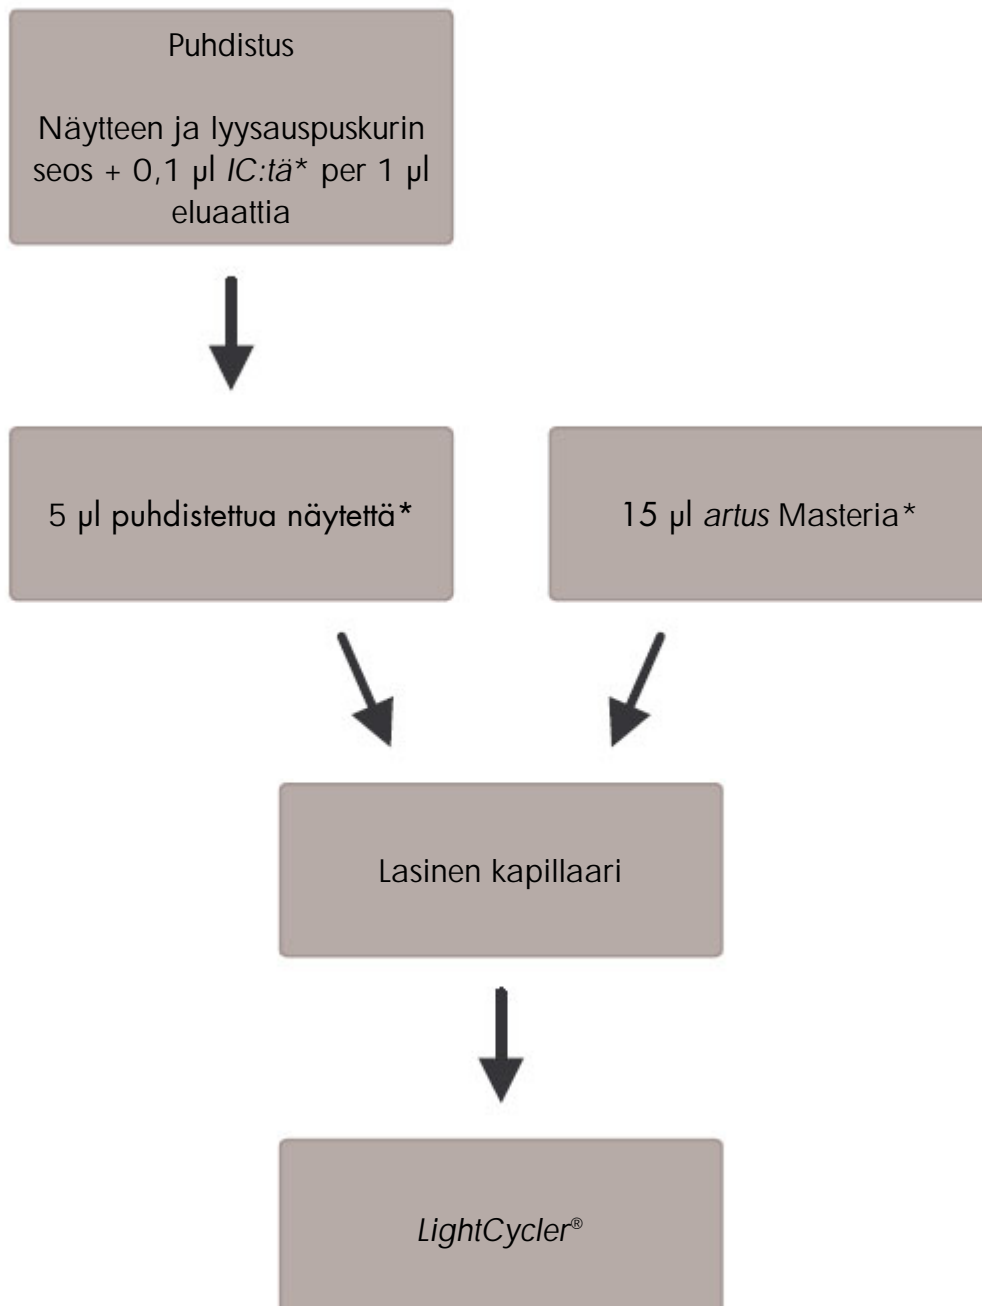 Puhdistus
Näytteen ja lyysauspuskurin
seos + 0,1 µl IC:tä* per 1 µl
eluaattia
5 µl puhdistettua näytettä*
15 µl artus Masteria*
Lasinen kapillaari
LightCycler®